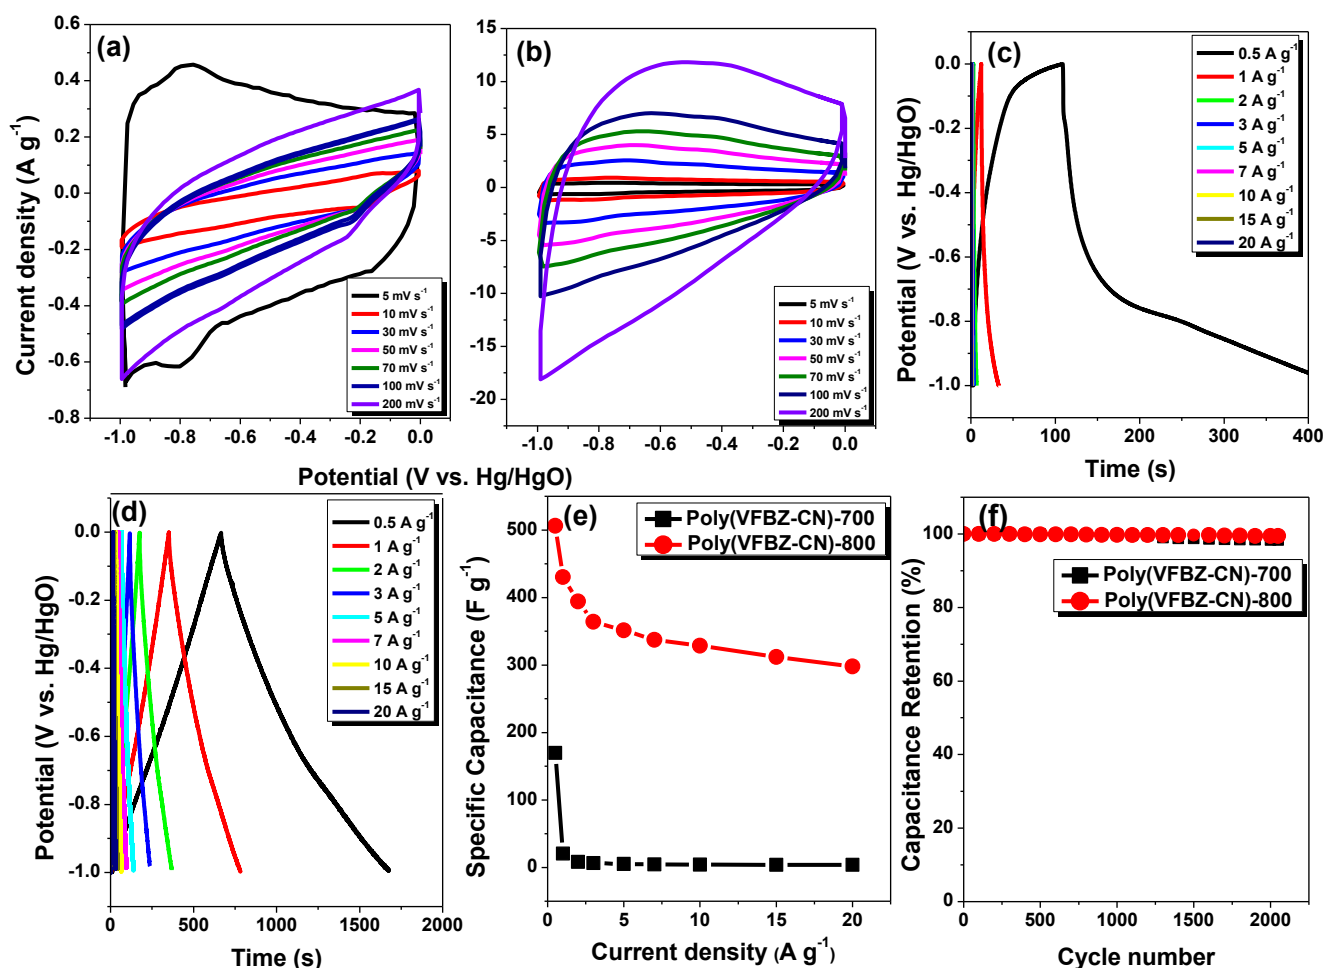 (a)
Current density (A g⁻¹)
0.6
0.4
0.2
0.0
-0.2
-0.4
-0.6
-0.8
-1.0 -0.8 -0.6 -0.4 -0.2 0.0
5 mV s⁻¹
10 mV s⁻¹
30 mV s⁻¹
50 mV s⁻¹
70 mV s⁻¹
100 mV s⁻¹
200 mV s⁻¹
(b)
15
10
5
0
-5
-10
-15
-20
-1.0 -0.8 -0.6 -0.4 -0.2 0.0
5 mV s⁻¹
10 mV s⁻¹
30 mV s⁻¹
50 mV s⁻¹
70 mV s⁻¹
100 mV s⁻¹
200 mV s⁻¹
Potential (V vs. Hg/HgO)
(c)
Potential (V vs. Hg/HgO)
0.0
-0.2
-0.4
-0.6
-0.8
-1.0
0 100 200 300 400
Time (s)
0.5 A g⁻¹
1 A g⁻¹
2 A g⁻¹
3 A g⁻¹
5 A g⁻¹
7 A g⁻¹
10 A g⁻¹
15 A g⁻¹
20 A g⁻¹
(d)
Potential (V vs. Hg/HgO)
0.0
-0.2
-0.4
-0.6
-0.8
-1.0
0 500 1000 1500 2000
Time (s)
0.5 A g⁻¹
1 A g⁻¹
2 A g⁻¹
3 A g⁻¹
5 A g⁻¹
7 A g⁻¹
10 A g⁻¹
15 A g⁻¹
20 A g⁻¹
(e)
Specific Capacitance (F g⁻¹)
500
400
300
200
100
0
0 5 10 15 20
Current density (A g⁻¹)
Poly(VFBZ-CN)-700
Poly(VFBZ-CN)-800
(f)
Capacitance Retention (%)
120
100
80
60
40
20
0
0 500 1000 1500 2000
Cycle number
Poly(VFBZ-CN)-700
Poly(VFBZ-CN)-800